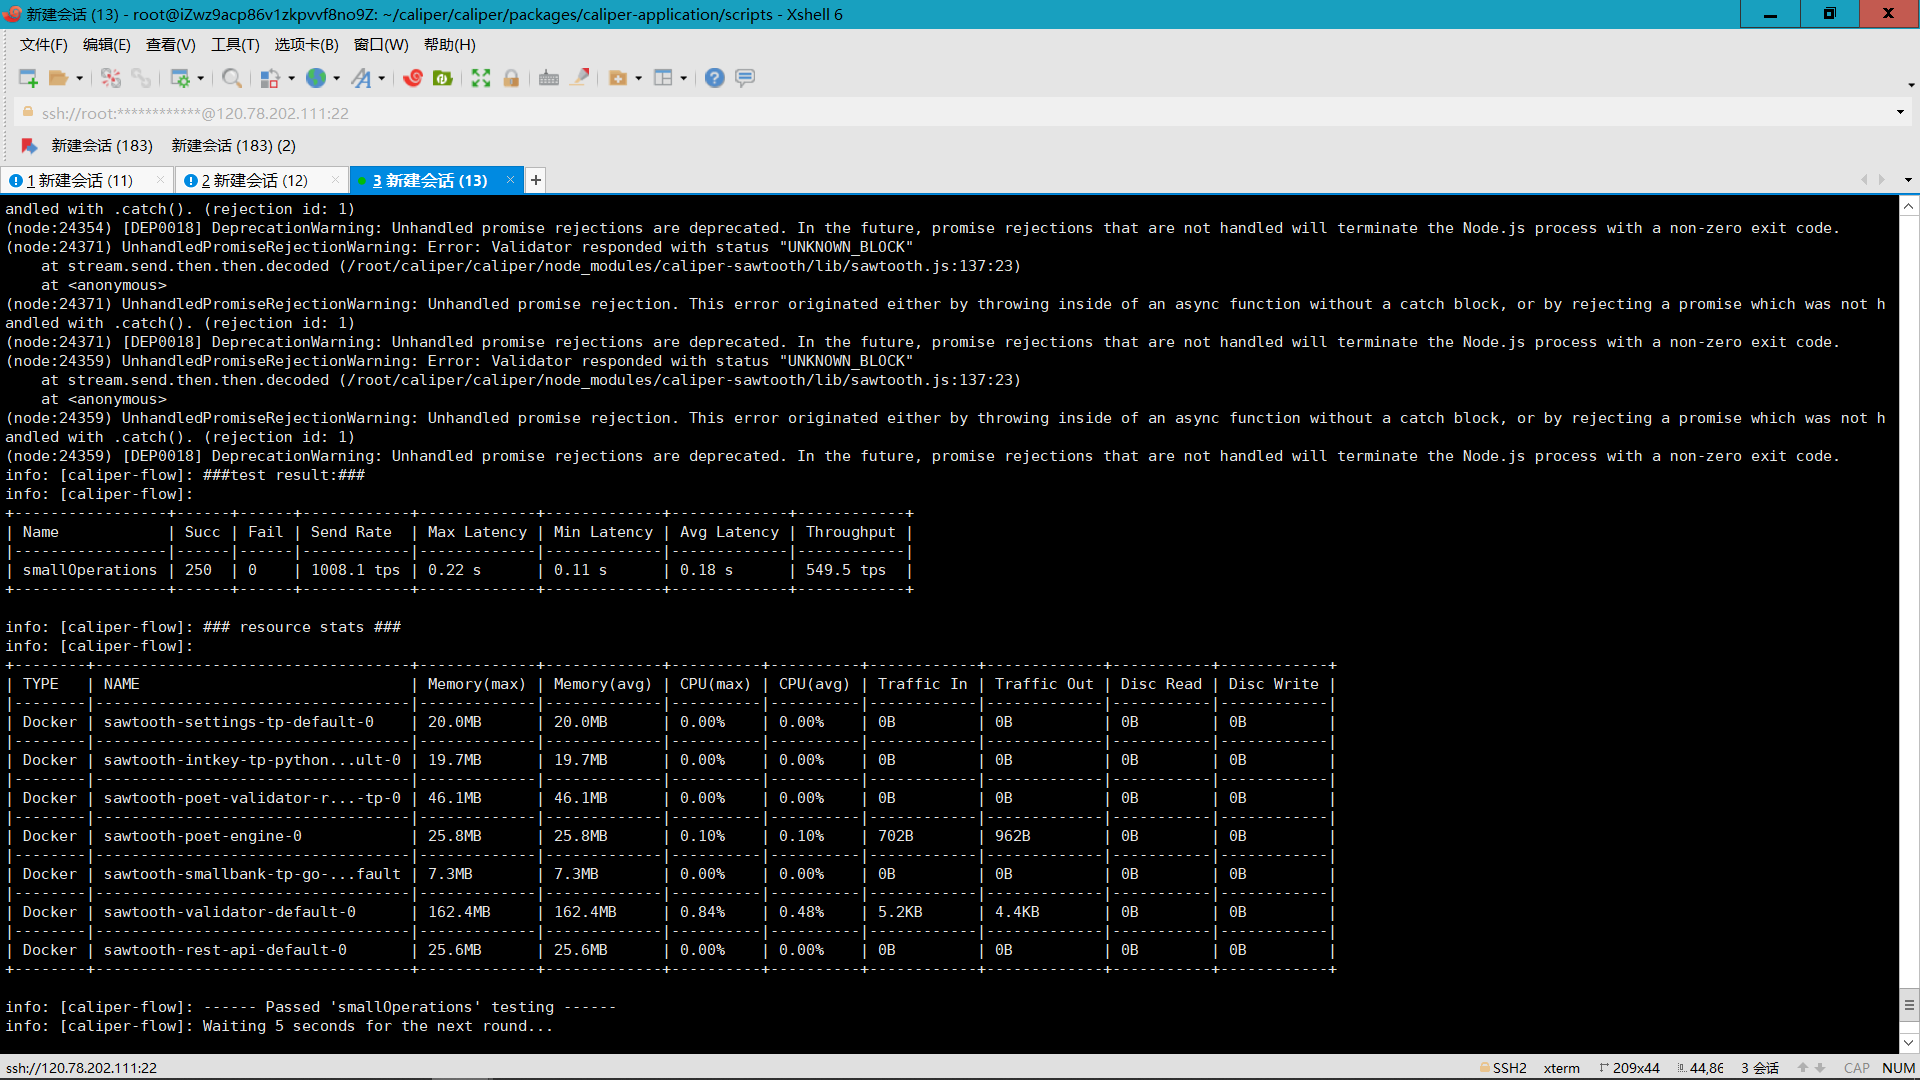 新建会话 (13) - root@iZwz9acp86v1zkpvvf8no9Z: ~/caliper/caliper/packages/caliper-application/scripts - Xshell 6
文件(F) 编辑(E) 查看(V) 工具(T) 选项卡(B) 窗口(W) 帮助(H)
ssh://root:************@120.78.202.111:22
新建会话 (183) 新建会话 (183) (2)
1 新建会话 (11) 2 新建会话 (12) 3 新建会话 (13)
andled with .catch(). (rejection id: 1)
(node:24354) [DEP0018] DeprecationWarning: Unhandled promise rejections are deprecated. In the future, promise rejections that are not handled will terminate the Node.js process with a non-zero exit code.
(node:24371) UnhandledPromiseRejectionWarning: Error: Validator responded with status "UNKNOWN_BLOCK"
    at stream.send.then.then.decoded (/root/caliper/caliper/node_modules/caliper-sawtooth/lib/sawtooth.js:137:23)
    at <anonymous>
(node:24371) UnhandledPromiseRejectionWarning: Unhandled promise rejection. This error originated either by throwing inside of an async function without a catch block, or by rejecting a promise which was not h
andled with .catch(). (rejection id: 1)
(node:24371) [DEP0018] DeprecationWarning: Unhandled promise rejections are deprecated. In the future, promise rejections that are not handled will terminate the Node.js process with a non-zero exit code.
(node:24359) UnhandledPromiseRejectionWarning: Error: Validator responded with status "UNKNOWN_BLOCK"
    at stream.send.then.then.decoded (/root/caliper/caliper/node_modules/caliper-sawtooth/lib/sawtooth.js:137:23)
    at <anonymous>
(node:24359) UnhandledPromiseRejectionWarning: Unhandled promise rejection. This error originated either by throwing inside of an async function without a catch block, or by rejecting a promise which was not h
andled with .catch(). (rejection id: 1)
(node:24359) [DEP0018] DeprecationWarning: Unhandled promise rejections are deprecated. In the future, promise rejections that are not handled will terminate the Node.js process with a non-zero exit code.
info: [caliper-flow]: ###test result:###
info: [caliper-flow]:
| Name | Succ | Fail | Send Rate | Max Latency | Min Latency | Avg Latency | Throughput |
| smallOperations | 250 | 0 | 1008.1 tps | 0.22 s | 0.11 s | 0.18 s | 549.5 tps |
info: [caliper-flow]: ### resource stats ###
info: [caliper-flow]:
| TYPE | NAME | Memory(max) | Memory(avg) | CPU(max) | CPU(avg) | Traffic In | Traffic Out | Disc Read | Disc Write |
| Docker | sawtooth-settings-tp-default-0 | 20.0MB | 20.0MB | 0.00% | 0.00% | 0B | 0B | 0B | 0B |
| Docker | sawtooth-intkey-tp-python...ult-0 | 19.7MB | 19.7MB | 0.00% | 0.00% | 0B | 0B | 0B | 0B |
| Docker | sawtooth-poet-validator-r...-tp-0 | 46.1MB | 46.1MB | 0.00% | 0.00% | 0B | 0B | 0B | 0B |
| Docker | sawtooth-poet-engine-0 | 25.8MB | 25.8MB | 0.10% | 0.10% | 702B | 962B | 0B | 0B |
| Docker | sawtooth-smallbank-tp-go-...fault | 7.3MB | 7.3MB | 0.00% | 0.00% | 0B | 0B | 0B | 0B |
| Docker | sawtooth-validator-default-0 | 162.4MB | 162.4MB | 0.84% | 0.48% | 5.2KB | 4.4KB | 0B | 0B |
| Docker | sawtooth-rest-api-default-0 | 25.6MB | 25.6MB | 0.00% | 0.00% | 0B | 0B | 0B | 0B |
info: [caliper-flow]: ------ Passed 'smallOperations' testing ------
info: [caliper-flow]: Waiting 5 seconds for the next round...
ssh://120.78.202.111:22 SSH2 xterm 209x44 44,86 3 会话 CAP NUM